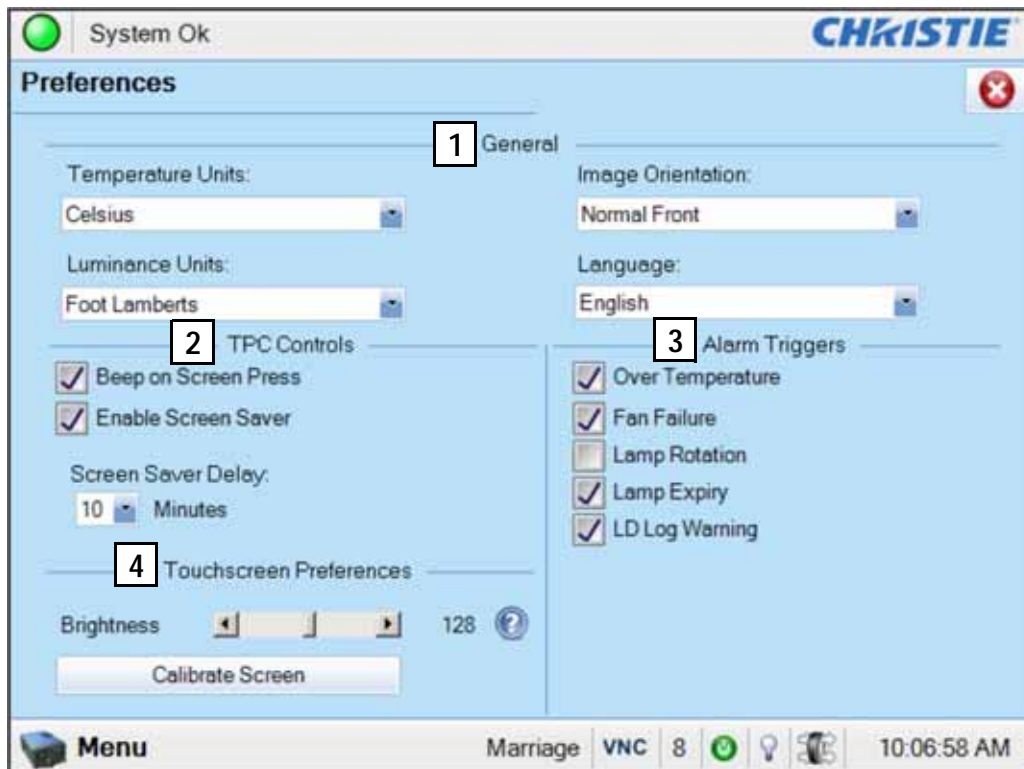 System Ok
CHRISTIE
Preferences
1 General
Temperature Units:
Celsius
Image Orientation:
Normal Front
Luminance Units:
Foot Lamberts
Language:
English
2 TPC Controls
Beep on Screen Press
Enable Screen Saver
Screen Saver Delay:
10 Minutes
3 Alarm Triggers
Over Temperature
Fan Failure
Lamp Rotation
Lamp Expiry
LD Log Warning
4 Touchscreen Preferences
Brightness 128 ?
Calibrate Screen
Menu Marriage VNC 8 10:06:58 AM